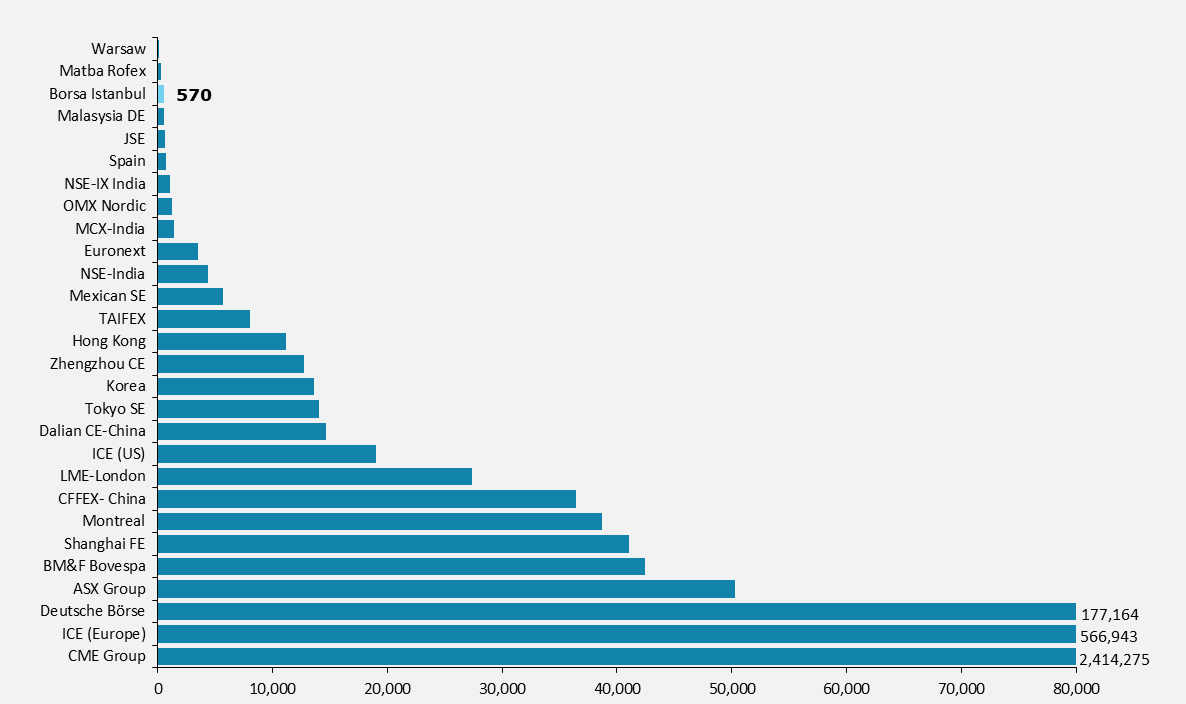 Warsaw
Matba Rofex
Borsa Istanbul 570
Malasysia DE
JSE
Spain
NSE-IX India
OMX Nordic
MCX-India
Euronext
NSE-India
Mexican SE
TAIFEX
Hong Kong
Zhengzhou CE
Korea
Tokyo SE
Dalian CE-China
ICE (US)
LME-London
CFFEX- China
Montreal
Shanghai FE
BM&F Bovespa
ASX Group
Deutsche Börse 177,164
ICE (Europe) 566,943
CME Group 2,414,275
0 10,000 20,000 30,000 40,000 50,000 60,000 70,000 80,000